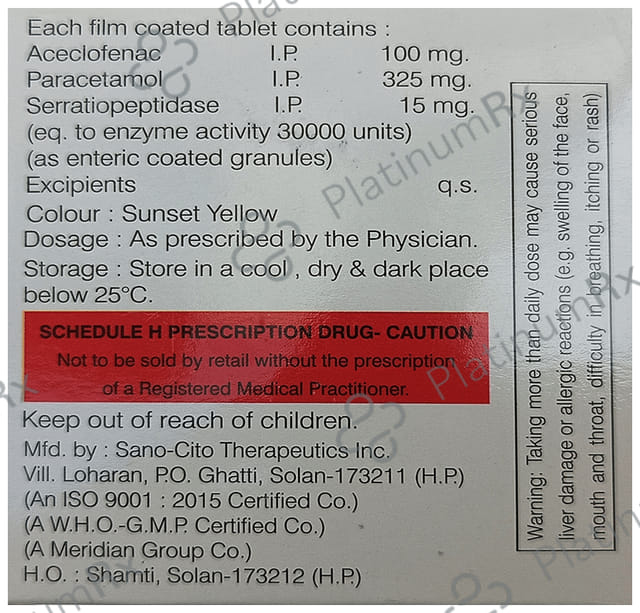 Each film coated tablet contains :
Aceclofenac I.P. 100 mg.
Paracetamol I.P. 325 mg.
Serratiopeptidase I.P. 15 mg.
(eq. to enzyme activity 30000 units)
(as enteric coated granules)
Excipients q.s.
Colour : Sunset Yellow
Dosage : As prescribed by the Physician.
Storage : Store in a cool , dry & dark place
below 25°C.
SCHEDULE H PRESCRIPTION DRUG- CAUTION
Not to be sold by retail without the prescription
of a Registered Medical Practitioner.
Keep out of reach of children.
Mfd. by : Sano-Cito Therapeutics Inc.
Vill. Loharan, P.O. Ghatti, Solan-173211 (H.P.)
(An ISO 9001 : 2015 Certified Co.)
(A W.H.O.-G.M.P. Certified Co.)
(A Meridian Group Co.)
H.O. : Shamti, Solan-173212 (H.P.)
Warning: Taking more than daily dose may cause serious
liver damage or allergic reactions (e.g. swelling of the face,
mouth and throat, difficulty in breathing, itching or rash)
PlatinumRx
PlatinumRx
PlatinumRx
PlatinumRx